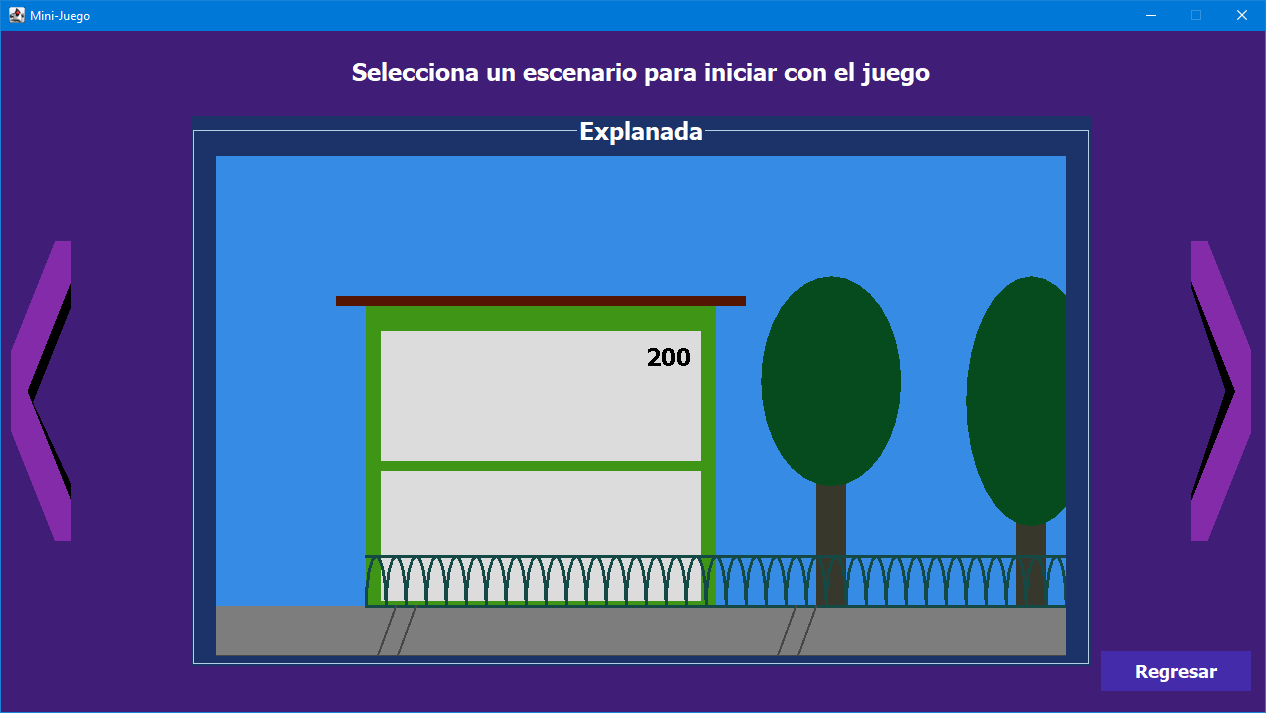 Mini-Juego
Selecciona un escenario para iniciar con el juego
Explanada
200
Regresar